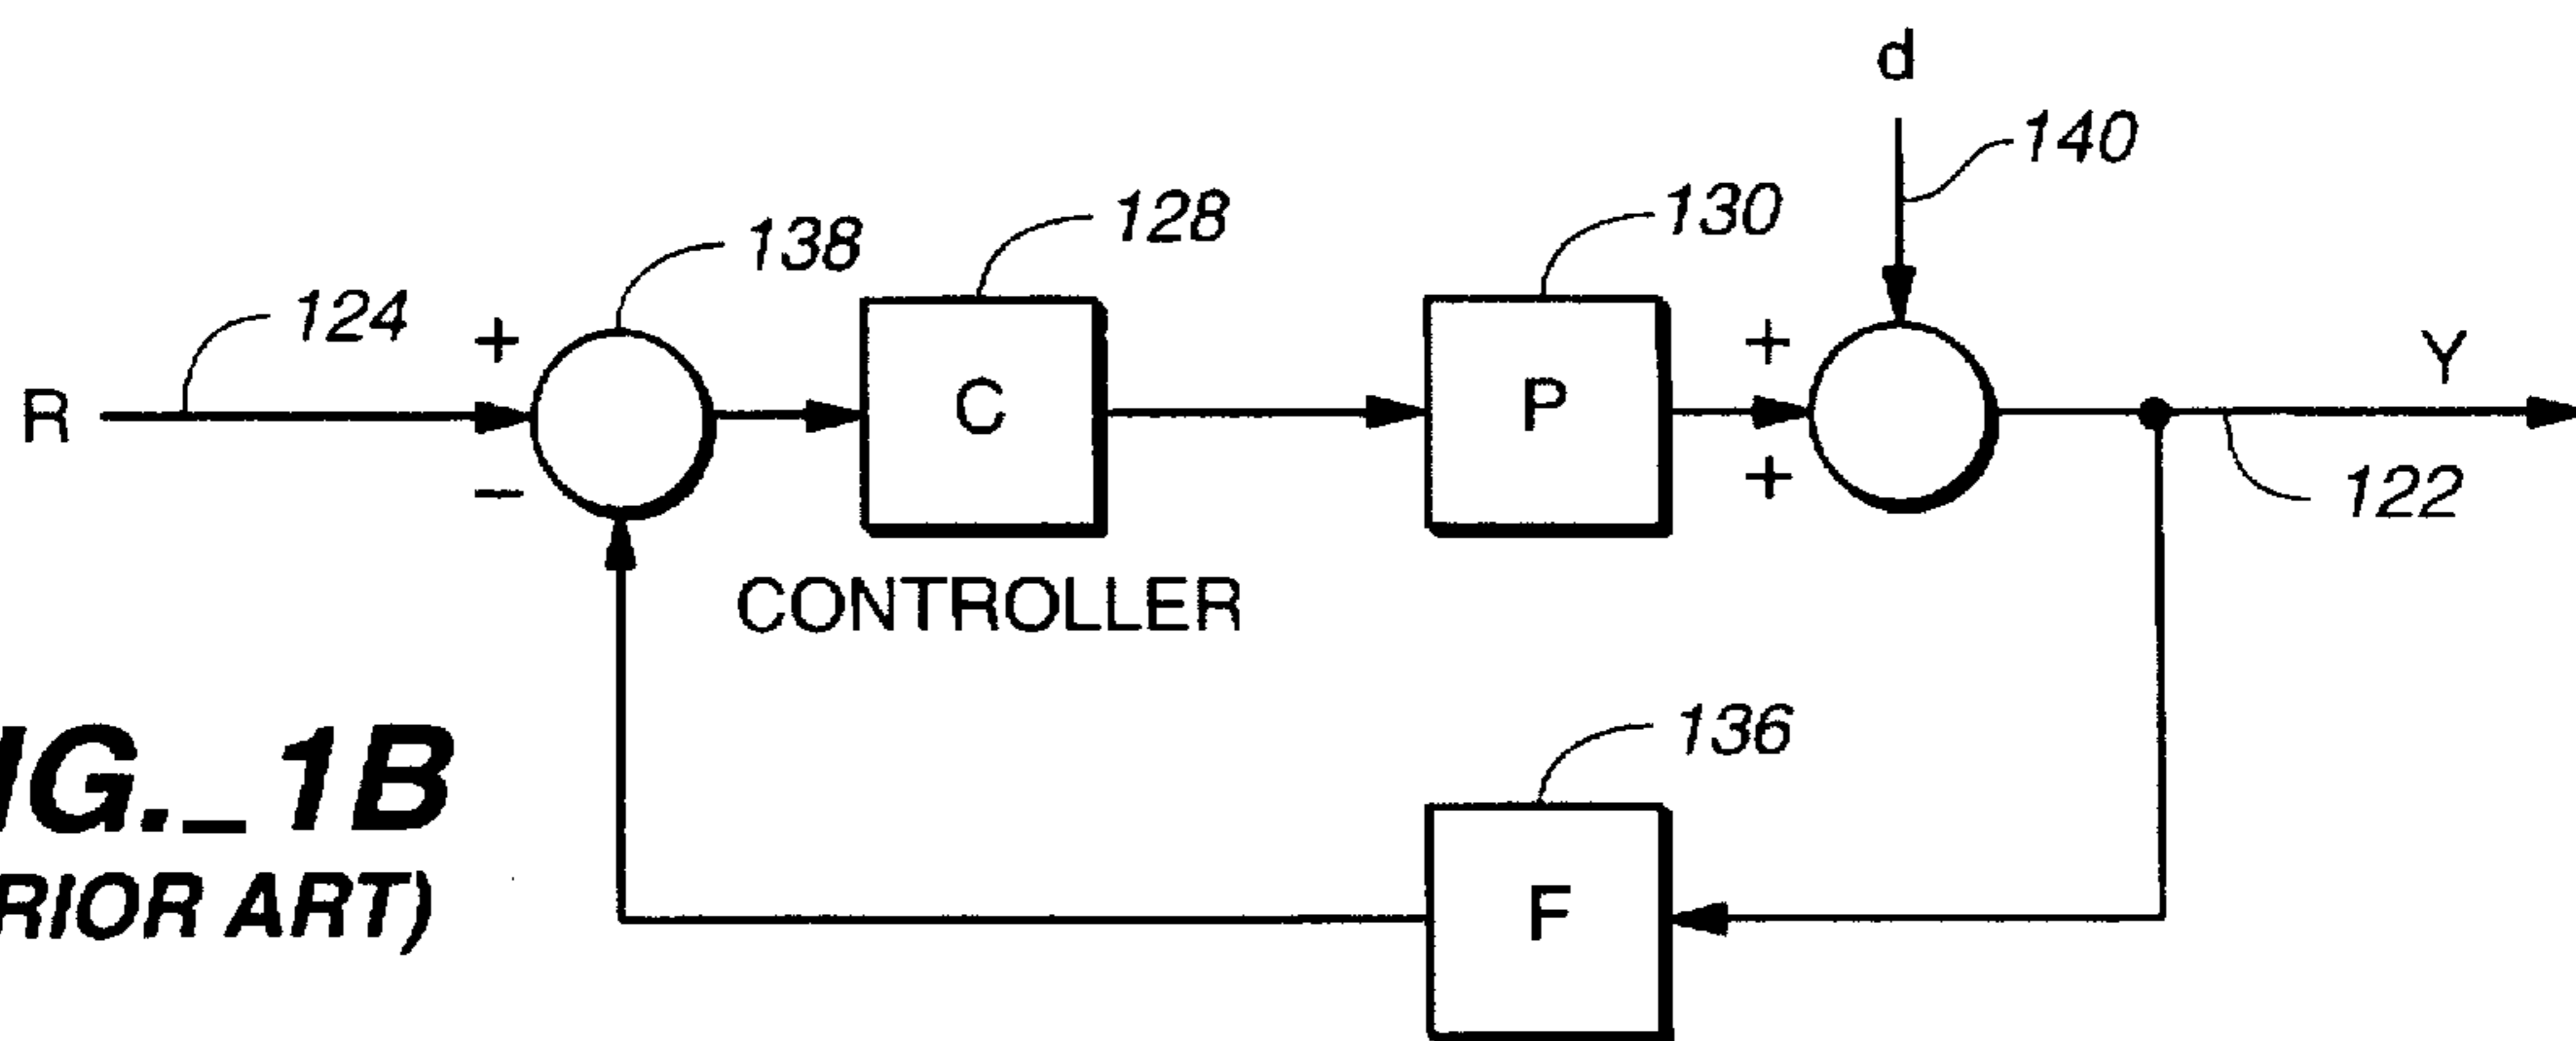 d
140
130
128
138
124
+
+
Y
R
C
P
−
+
122
CONTROLLER
136
IG._1B
RIOR ART)
F